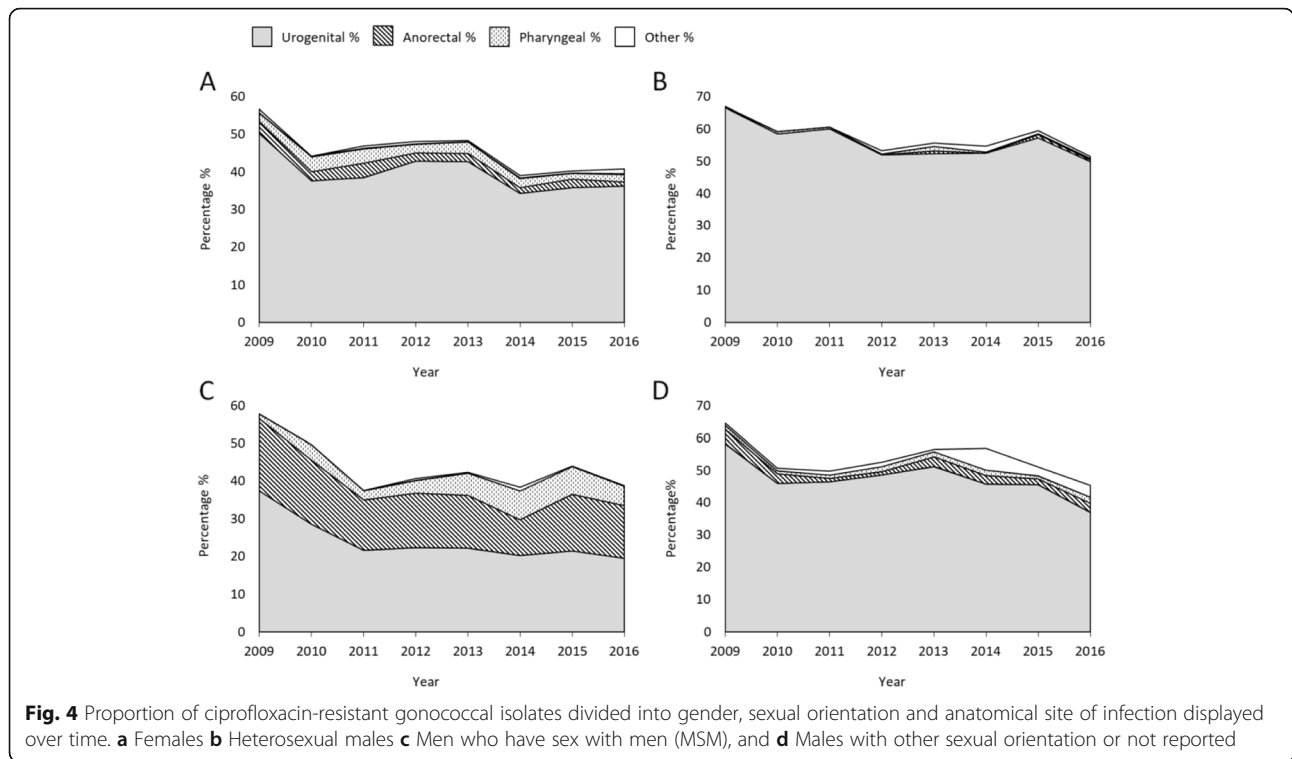 Urogenital % Anorectal % Pharyngeal % Other %
A
Percentage %
60
50
40
30
20
10
0
2009 2010 2011 2012 2013 2014 2015 2016
Year
B
Percentage %
70
60
50
40
30
20
10
0
2009 2010 2011 2012 2013 2014 2015 2016
Year
C
Percentage %
60
50
40
30
20
10
0
2009 2010 2011 2012 2013 2014 2015 2016
Year
D
Percentage%
70
60
50
40
30
20
10
0
2009 2010 2011 2012 2013 2014 2015 2016
Year
Fig. 4 Proportion of ciprofloxacin-resistant gonococcal isolates divided into gender, sexual orientation and anatomical site of infection displayed
over time. a Females b Heterosexual males c Men who have sex with men (MSM), and d Males with other sexual orientation or not reported